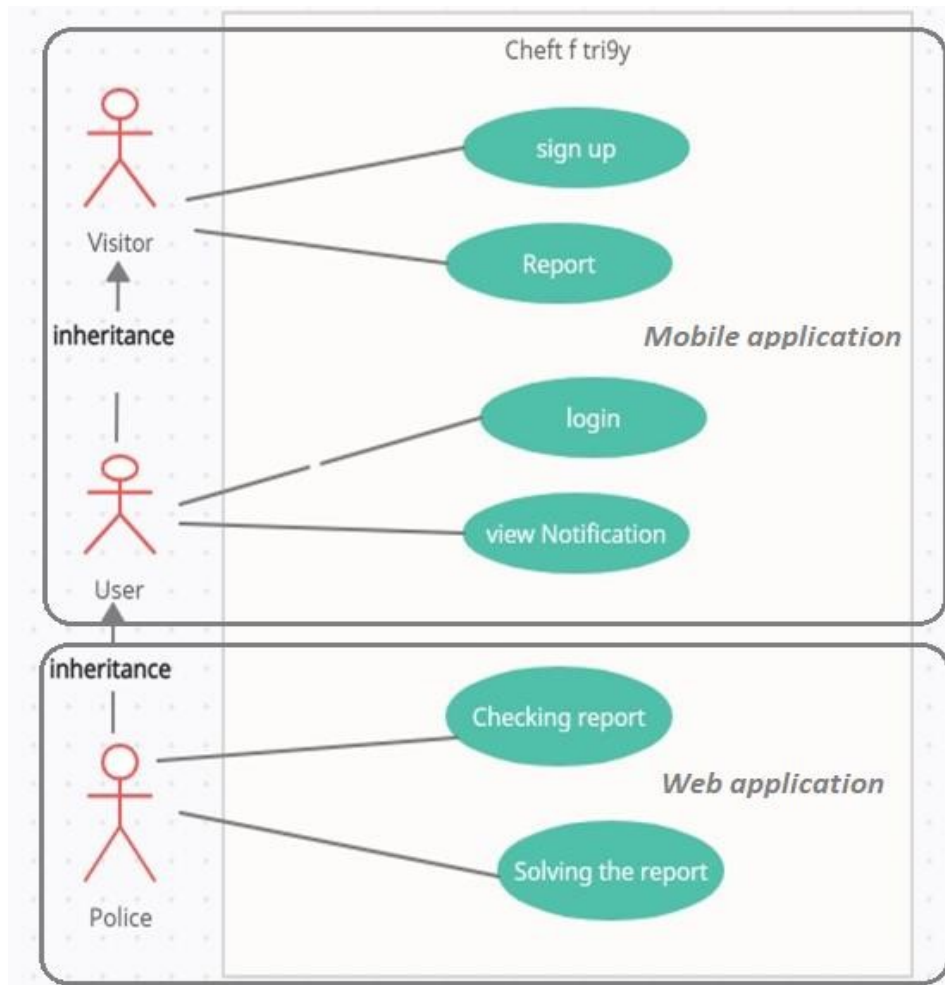 Cheft f tri9y
sign up
Visitor
Report
inheritance
Mobile application
login
view Notification
User
inheritance
Checking report
Web application
Solving the report
Police